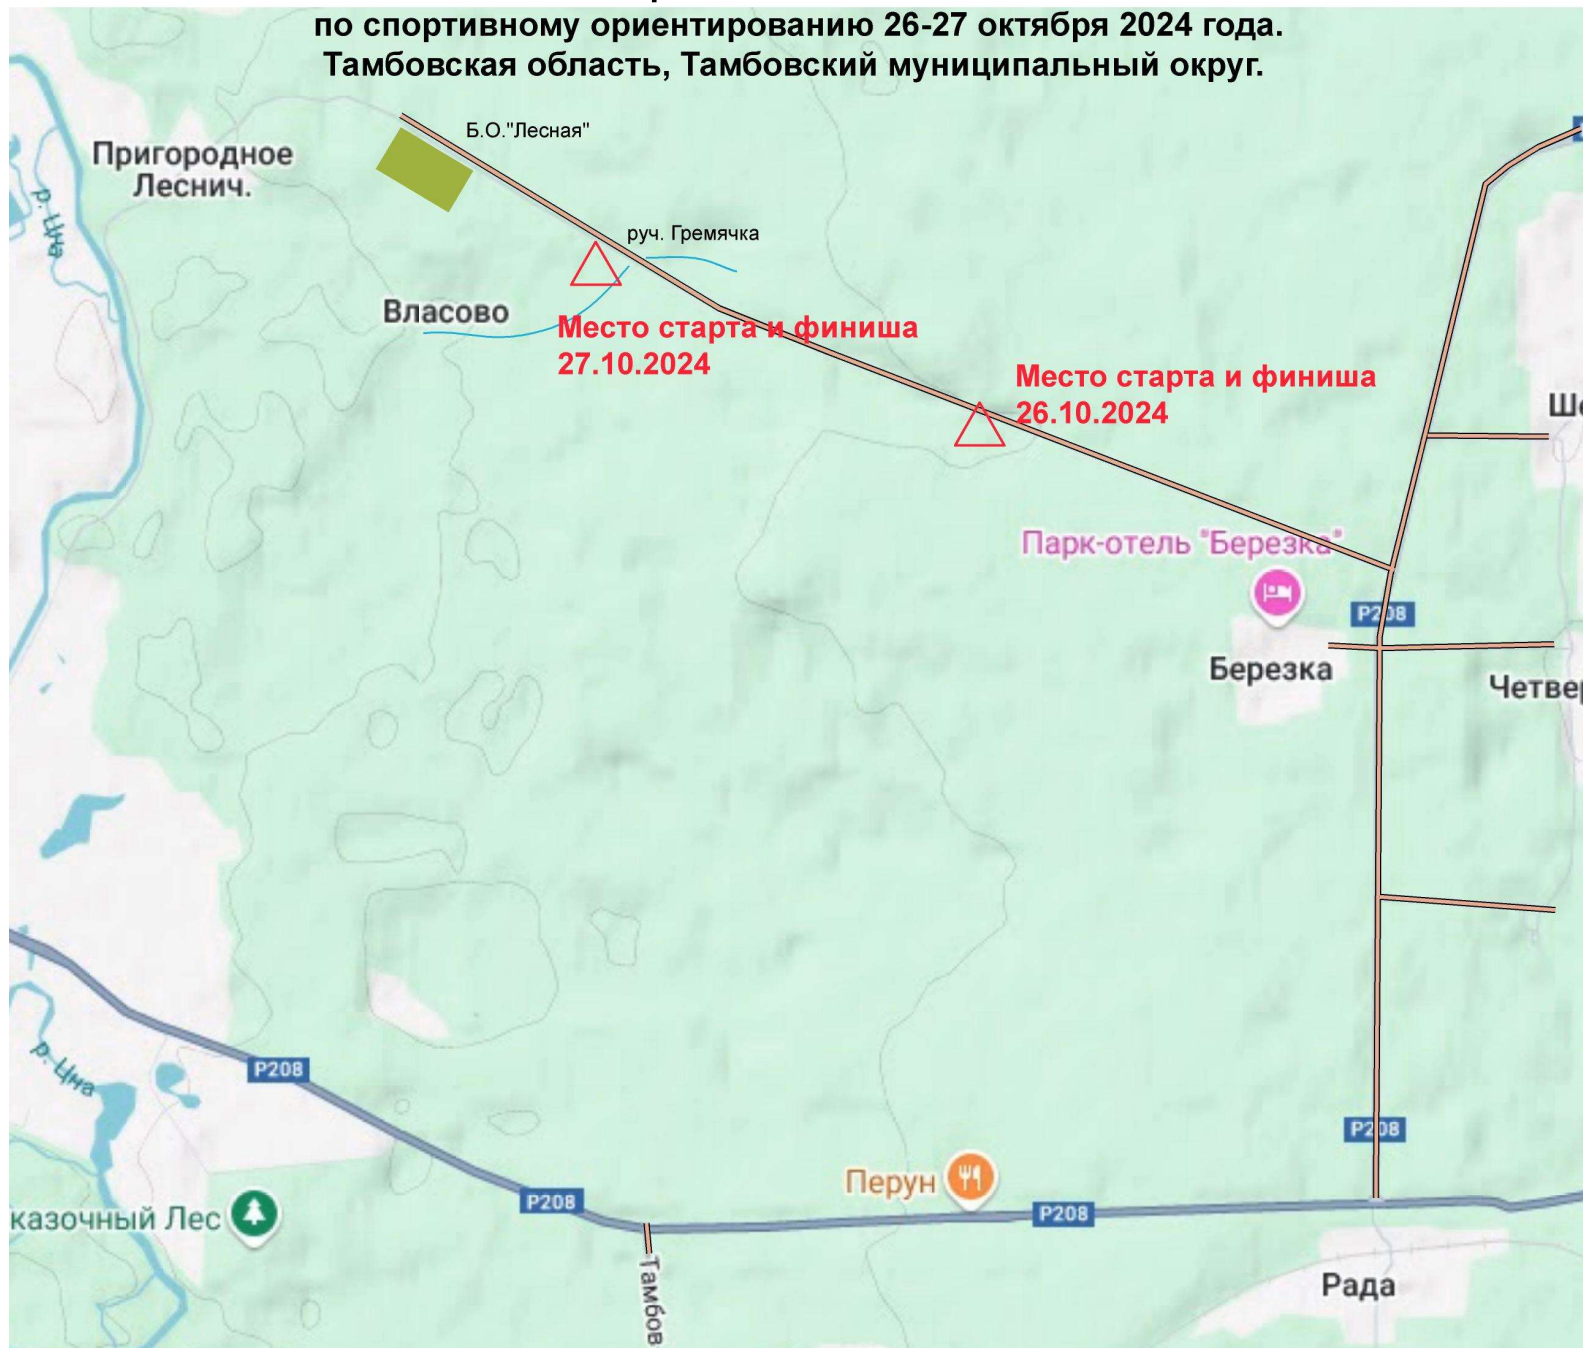 по спортивному ориентированию 26-27 октября 2024 года.
Тамбовская область, Тамбовский муниципальный округ.
Б.О."Лесная"
Пригородное
Леснич.
р. Цна
руч. Гремячка
Власово
Место старта и финиша
27.10.2024
Место старта и финиша
26.10.2024
Ше
Парк-отель "Березка"
Р208
Березка
Четвер
Р208
Р208
р. Цна
Р208
Перун
Р208
казочный Лес
Тамбов
Рада